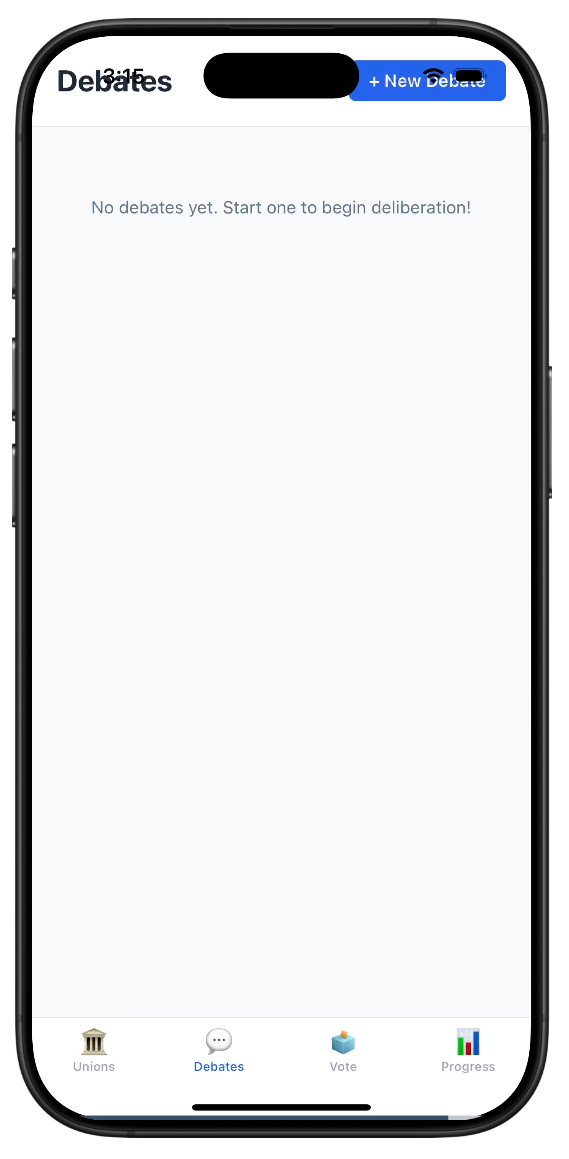 3:15
Debates
+ New Debate
No debates yet. Start one to begin deliberation!
Unions
Debates
Vote
Progress